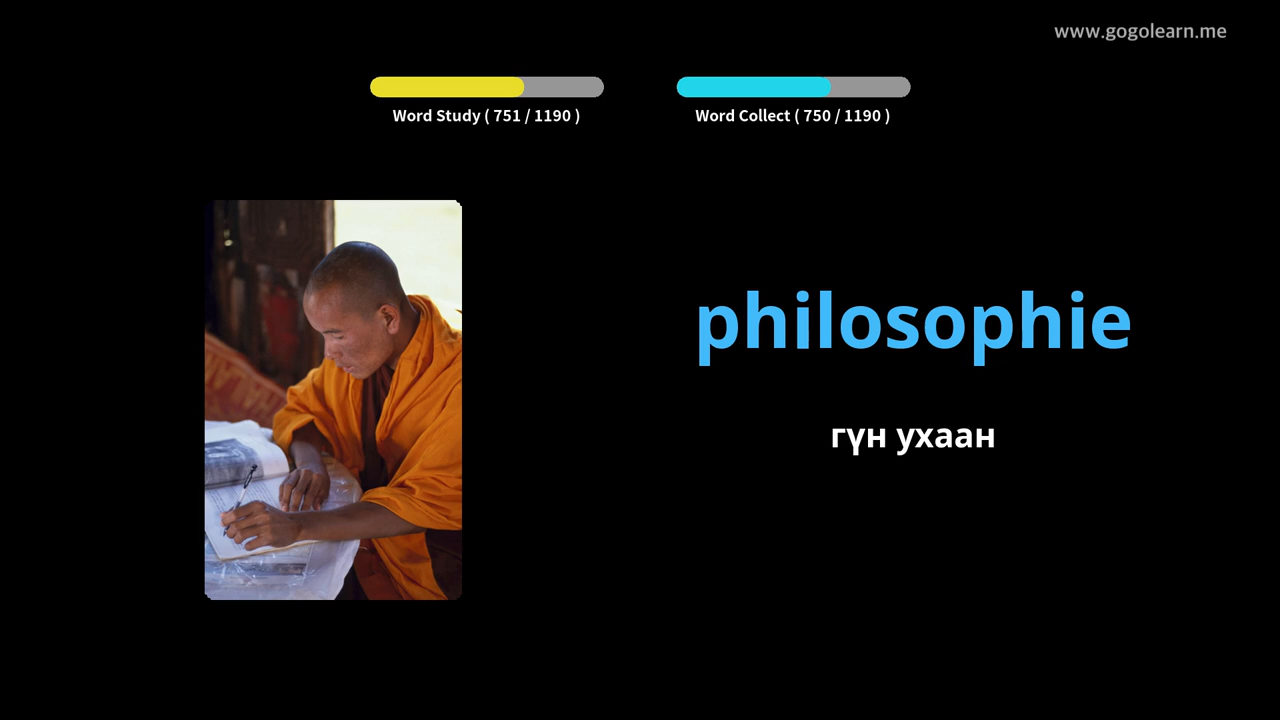 www.gogolearn.me
Word Study ( 751 / 1190 )
Word Collect ( 750 / 1190 )
philosophie
гүн ухаан